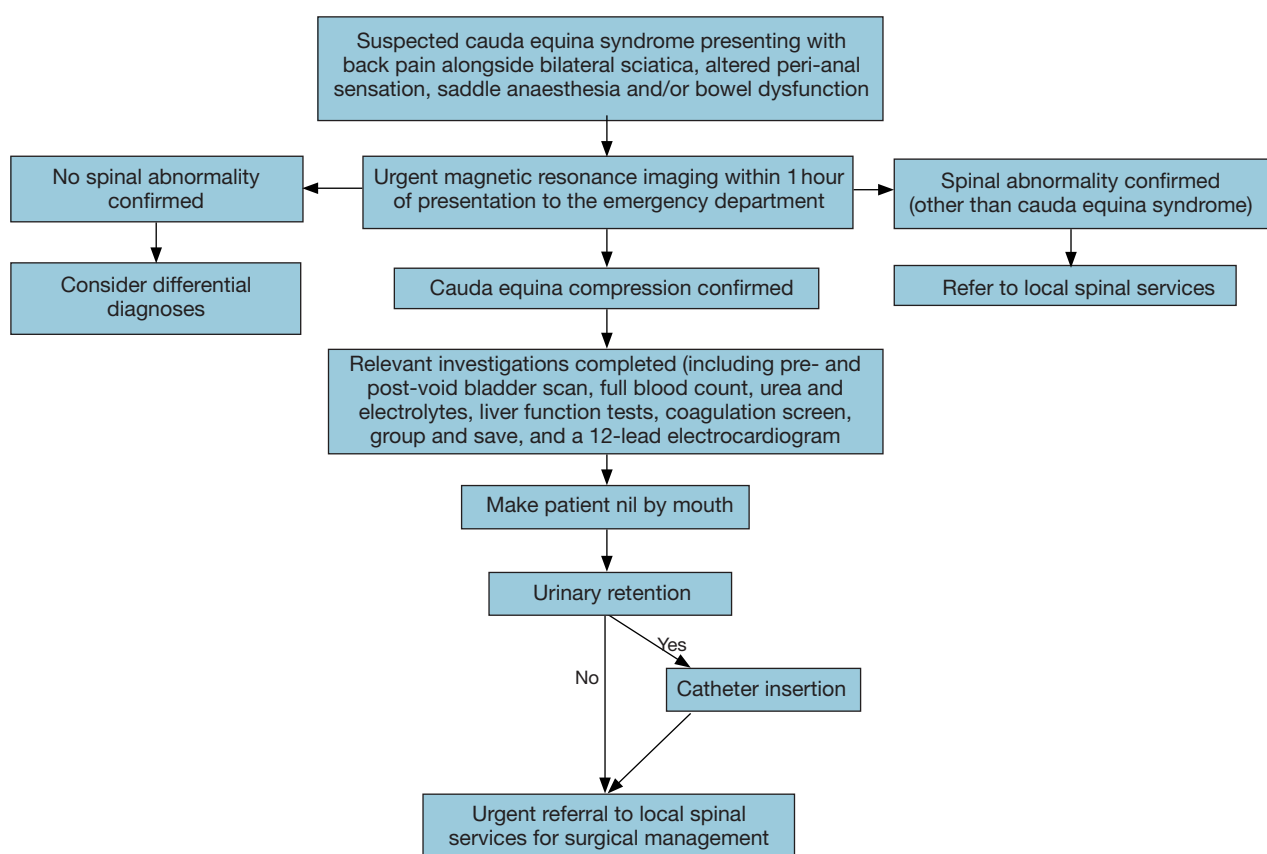 Suspected cauda equina syndrome presenting with
back pain alongside bilateral sciatica, altered peri-anal
sensation, saddle anaesthesia and/or bowel dysfunction
No spinal abnormality
confirmed
Urgent magnetic resonance imaging within 1 hour
of presentation to the emergency department
Spinal abnormality confirmed
(other than cauda equina syndrome)
Consider differential
diagnoses
Cauda equina compression confirmed
Refer to local spinal services
Relevant investigations completed (including pre- and
post-void bladder scan, full blood count, urea and
electrolytes, liver function tests, coagulation screen,
group and save, and a 12-lead electrocardiogram
Make patient nil by mouth
Urinary retention
Yes
No
Catheter insertion
Urgent referral to local spinal
services for surgical management